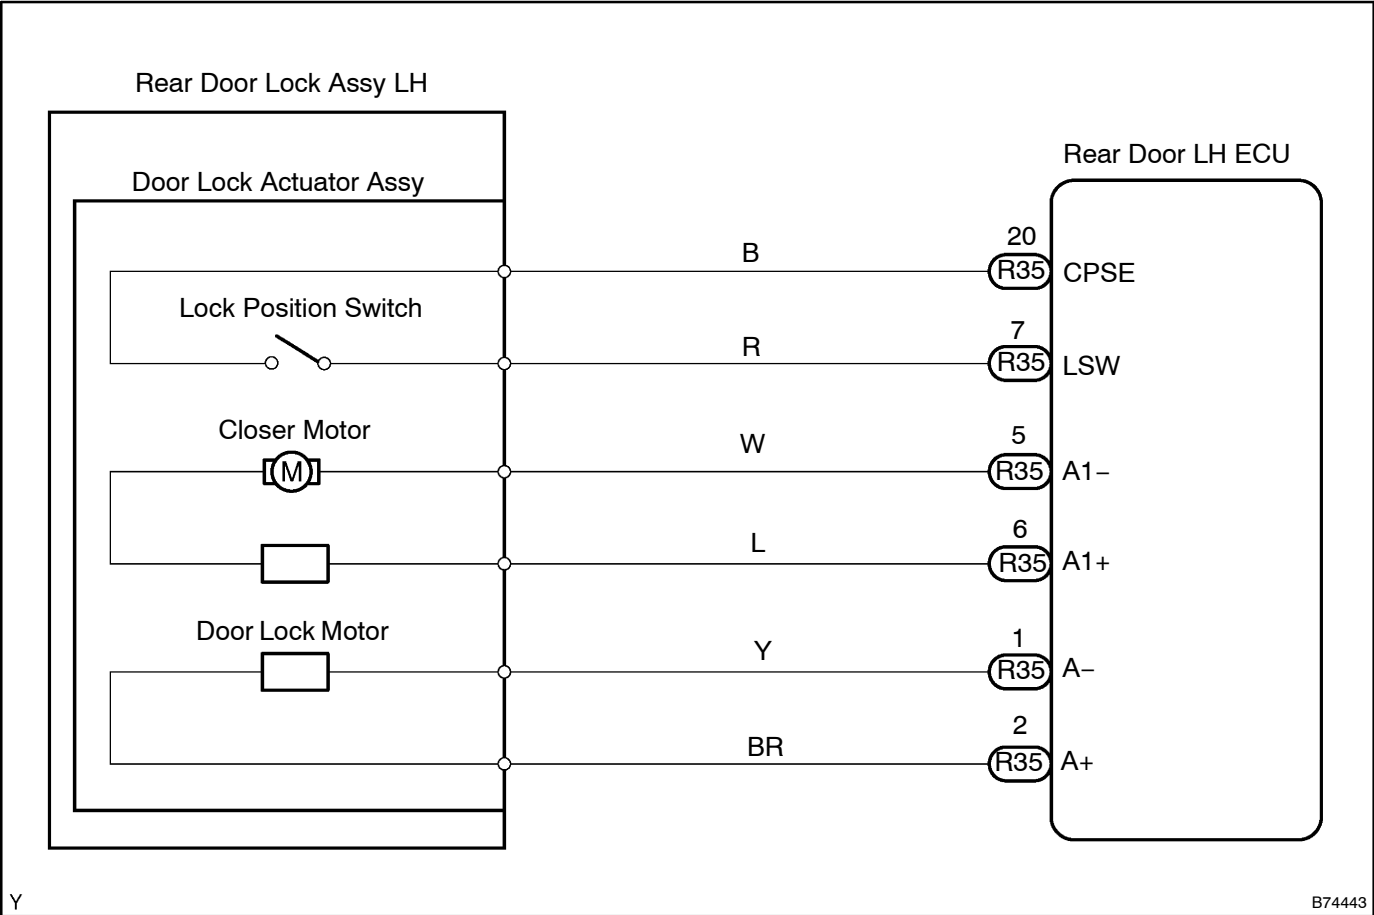 Rear Door Lock Assy LH
Rear Door LH ECU
Door Lock Actuator Assy
B
20
R35
CPSE
Lock Position Switch
R
7
R35
LSW
Closer Motor
M
W
5
R35
A1−
L
6
R35
A1+
Door Lock Motor
Y
1
R35
A−
BR
2
R35
A+
Y
B74443